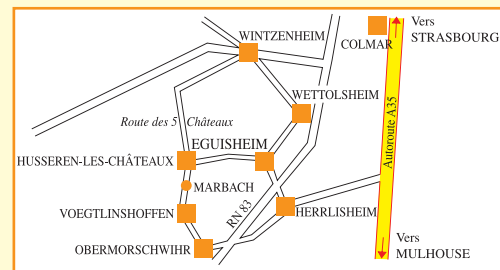 Vers
STRASBOURG
COLMAR
WINTZENHEIM
WETTOLSHEIM
Route des 5 Châteaux
EGUISHEIM
Autoroute A35
HUSSEREN-LES-CHÂTEAUX
MARBACH
VOEGTLINSHOFFEN
RN 83
HERRLISHEIM
OBERMORSCHWIHR
Vers
MULHOUSE